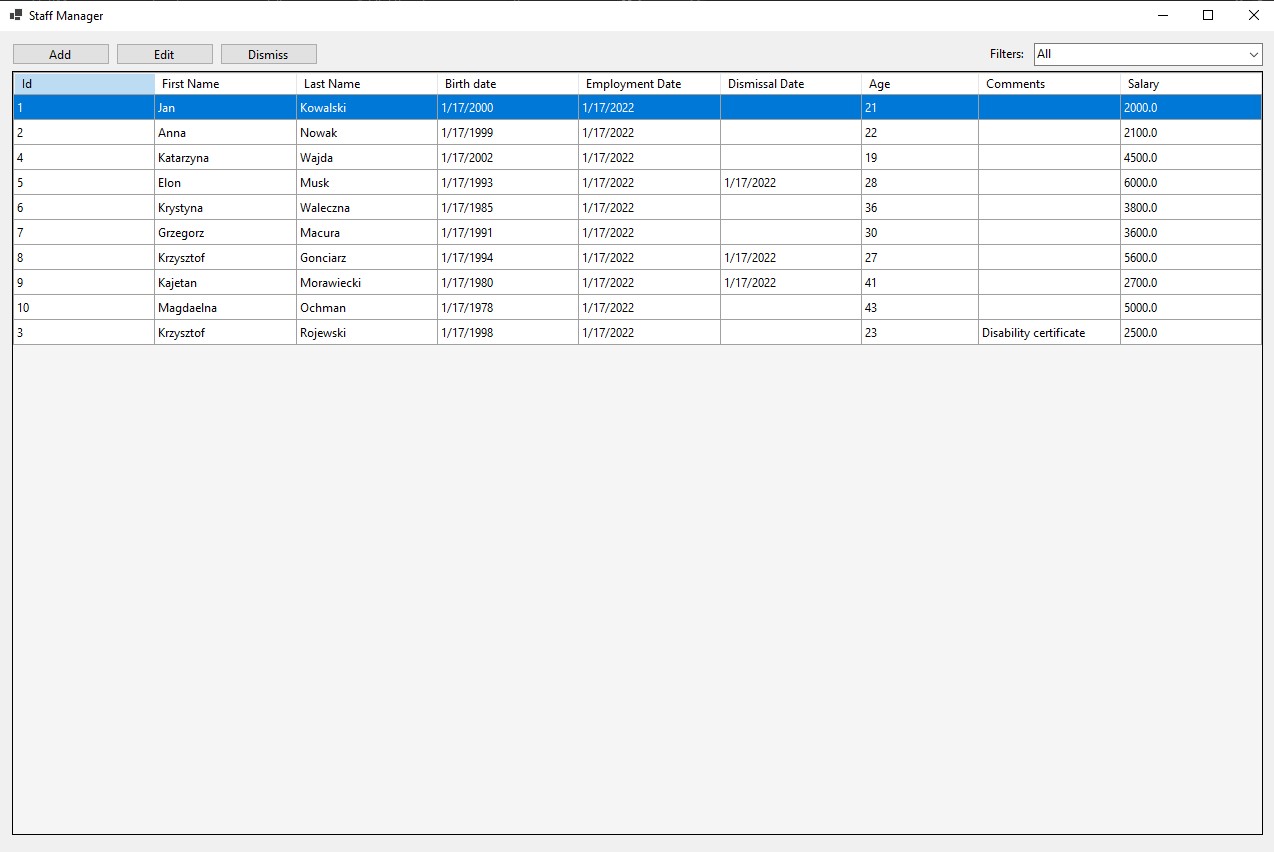 Staff Manager
Add Edit Dismiss Filters: All
Id First Name Last Name Birth date Employment Date Dismissal Date Age Comments Salary
1 Jan Kowalski 1/17/2000 1/17/2022 21 2000.0
2 Anna Nowak 1/17/1999 1/17/2022 22 2100.0
4 Katarzyna Wajda 1/17/2002 1/17/2022 19 4500.0
5 Elon Musk 1/17/1993 1/17/2022 1/17/2022 28 6000.0
6 Krystyna Waleczna 1/17/1985 1/17/2022 36 3800.0
7 Grzegorz Macura 1/17/1991 1/17/2022 30 3600.0
8 Krzysztof Gonciarz 1/17/1994 1/17/2022 1/17/2022 27 5600.0
9 Kajetan Morawiecki 1/17/1980 1/17/2022 1/17/2022 41 2700.0
10 Magdaelna Ochman 1/17/1978 1/17/2022 43 5000.0
3 Krzysztof Rojewski 1/17/1998 1/17/2022 23 Disability certificate 2500.0